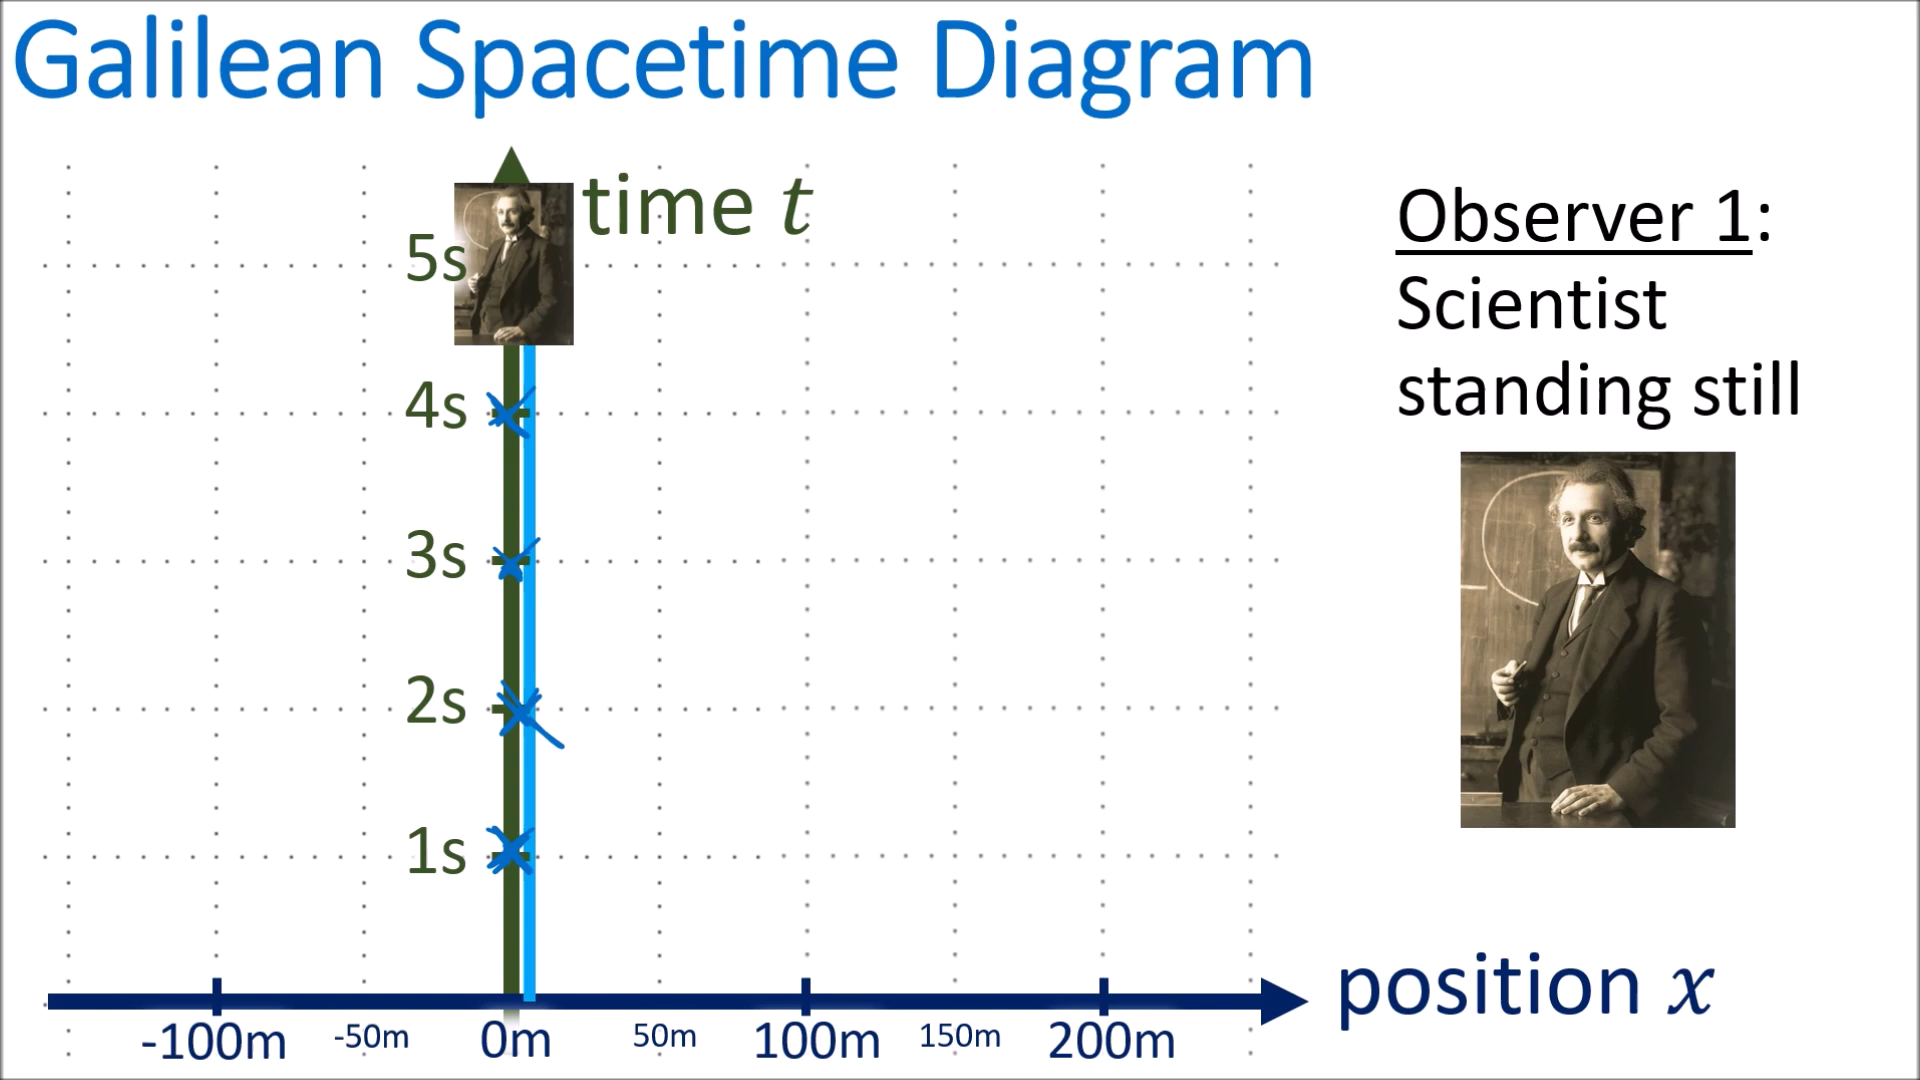 Galilean Spacetime Diagram
time t
5s
4s
3s
2s
1s
-100m -50m 0m 50m 100m 150m 200m
position x
Observer 1:
Scientist
standing still